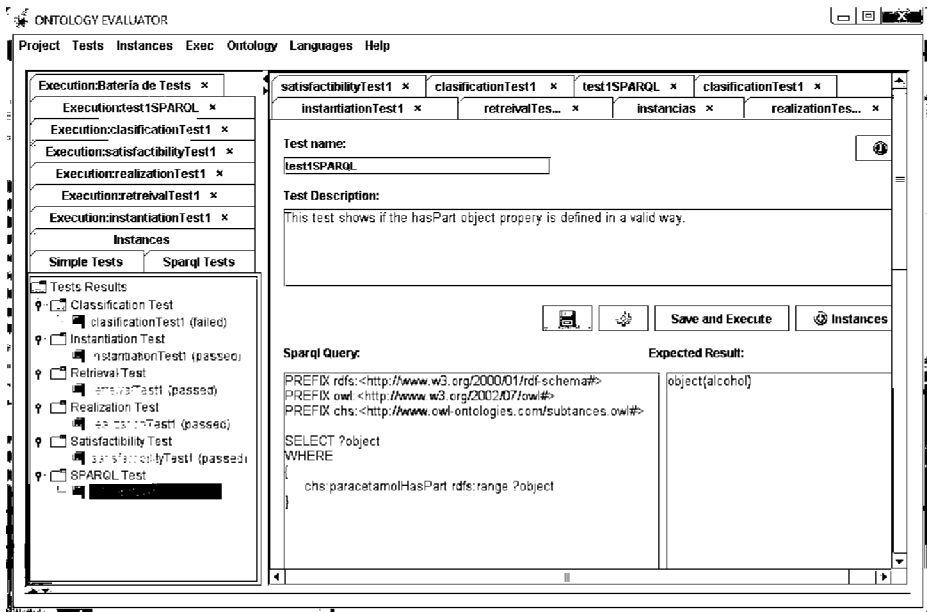 ONTOLOGY EVALUATOR
Project Tests Instances Exec Ontology Languages Help
Execution:Batería de Tests ×
Execution:test1SPARQL ×
Execution:clasificationTest1 ×
Execution:satisfactibilityTest1 ×
Execution:realizationTest1 ×
Execution:retreivalTest1 ×
Execution:instantiationTest1 ×
Instances
Simple Tests Sparql Tests
Tests Results
Classification Test
clasificationTest1 (failed)
Instantiation Test
instantiationTest1 (passed)
Retrieval Test
(passed)
Realization Test
(passed)
Satisfactibility Test
(passed)
SPARQL Test
satisfactibilityTest1 × clasificationTest1 × test1SPARQL × clasificationTest1 ×
instantiationTest1 × retreivalTes... × instancias × realizationTes... ×
Test name:
test1SPARQL
Test Description:
This test shows if the hasPart object propery is defined in a valid way.
Save and Execute Instances
Sparql Query: Expected Result:
PREFIX rdfs:<http://www.w3.org/2000/01/rdf-schema#>
PREFIX owl:<http://www.w3.org/2002/07/owl#>
PREFIX chs:<http://www.owl-ontologies.com/subtances.owl#>
SELECT ?object
WHERE
{
chs:paracetamolHasPart rdfs:range ?object
}
object(alcohol)